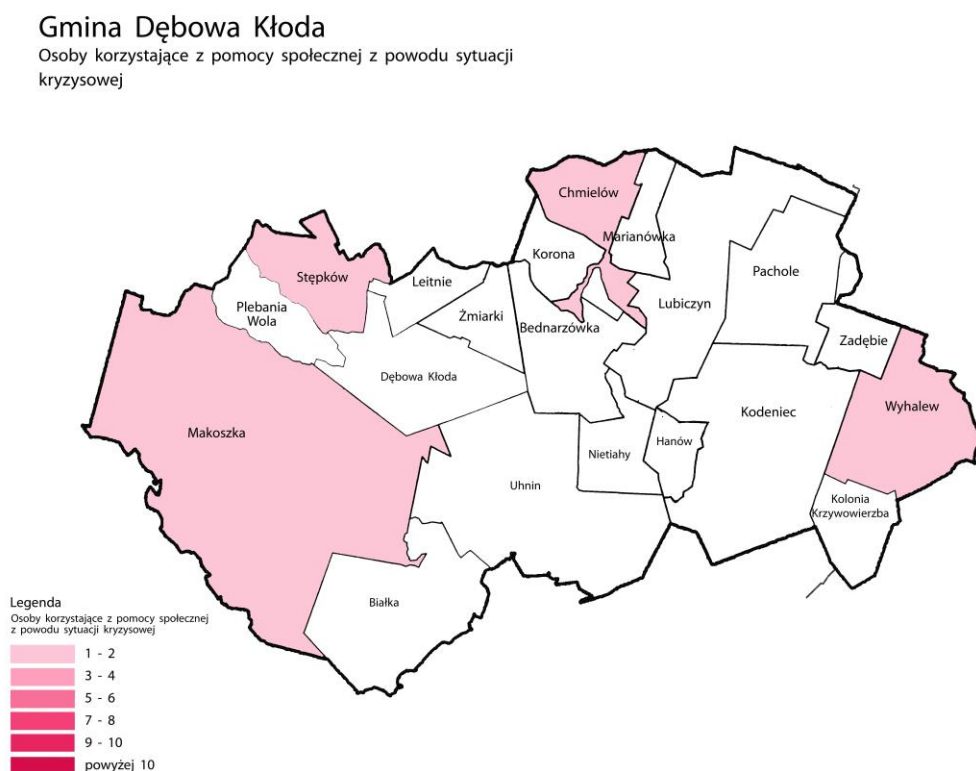 Gmina Dębowa Kłoda
Osoby korzystające z pomocy społecznej z powodu sytuacji
kryzysowej
Chmielów
Marianówka
Korona
Pachole
Stępków
Leitnie
Lubiczyn
Plebania
Wola
Żmiarki
Bednarzówka
Zadębie
Dębowa Kłoda
Wyhalew
Kodeniec
Makoszka
Hanów
Nietiahy
Uhnin
Kolonia
Krzywowierzba
Białka
Legenda
Osoby korzystające z pomocy społecznej
z powodu sytuacji kryzysowej
1 - 2
3 - 4
5 - 6
7 - 8
9 - 10
powyżej 10